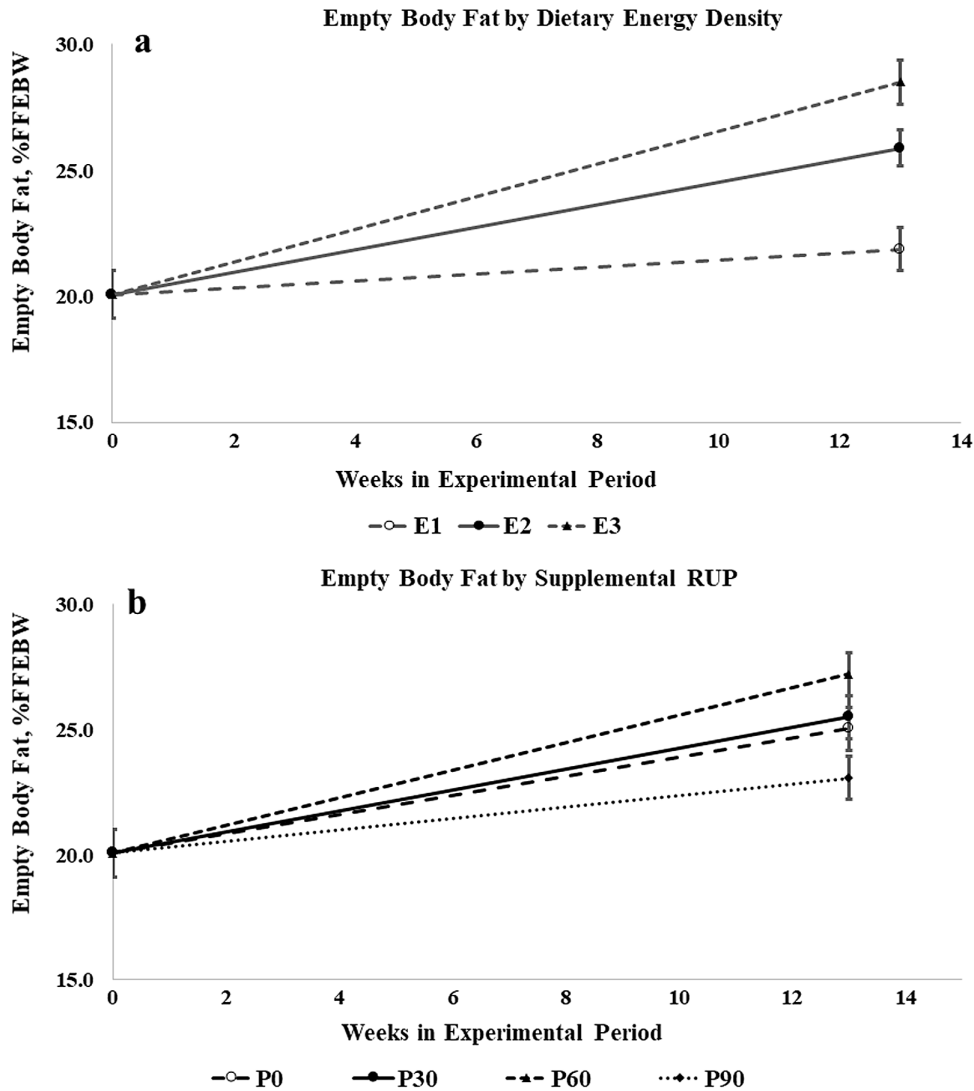 Empty Body Fat by Dietary Energy Density
a
Empty Body Fat, %FFEBW
30.0
25.0
20.0
15.0
0 2 4 6 8 10 12 14
Weeks in Experimental Period
E1 E2 E3
Empty Body Fat by Supplemental RUP
b
Empty Body Fat, %FFEBW
30.0
25.0
20.0
15.0
0 2 4 6 8 10 12 14
Weeks in Experimental Period
P0 P30 P60 P90